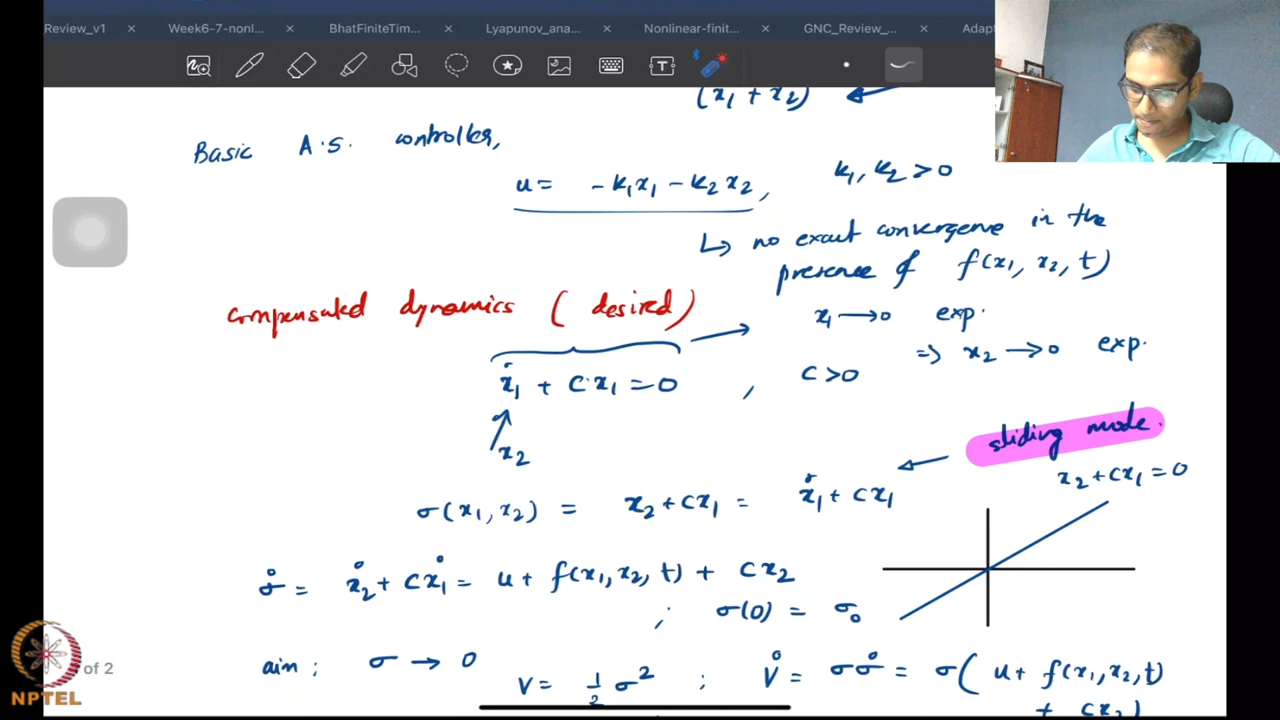 Review_v1 Week6-7-nonl... BhatFiniteTim... Lyapunov_ana... Nonlinear-finit... GNC_Review_... Adap
(x1 + x2)
Basic A.S. controller,
u = -k1x1 - k2x2, k1, k2 > 0
↳ no exact convergence in the
presence of f(x1, x2, t)
compensated dynamics (desired)
x1 → 0 exp.
⇒ x2 → 0 exp.
ẋ1 + C·x1 = 0, C > 0
x2
sliding mode.
x2 + Cx1 = 0
σ(x1, x2) = x2 + Cx1 = ẋ1 + Cx1
σ̇ = ẋ2 + Cẋ1 = u + f(x1, x2, t) + Cx2
; σ(0) = σ0
aim; σ → 0
V = 1/2 σ² ; V̇ = σσ̇ = σ(u + f(x1, x2, t)
+ Cx2)
of 2
NPTEL